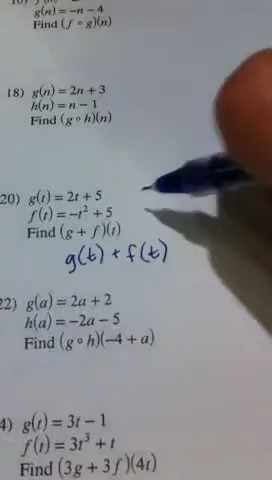 g(n) = −n − 4
Find (f ∘ g)(n)
18) g(n) = 2n + 3
h(n) = n − 1
Find (g ∘ h)(n)
20) g(t) = 2t + 5
f(t) = −t² + 5
Find (g + f)(t)
g(t) + f(t)
22) g(a) = 2a + 2
h(a) = −2a − 5
Find (g ∘ h)(−4 + a)
4) g(t) = 3t − 1
f(t) = 3t³ + t
Find (3g + 3f)(4t)